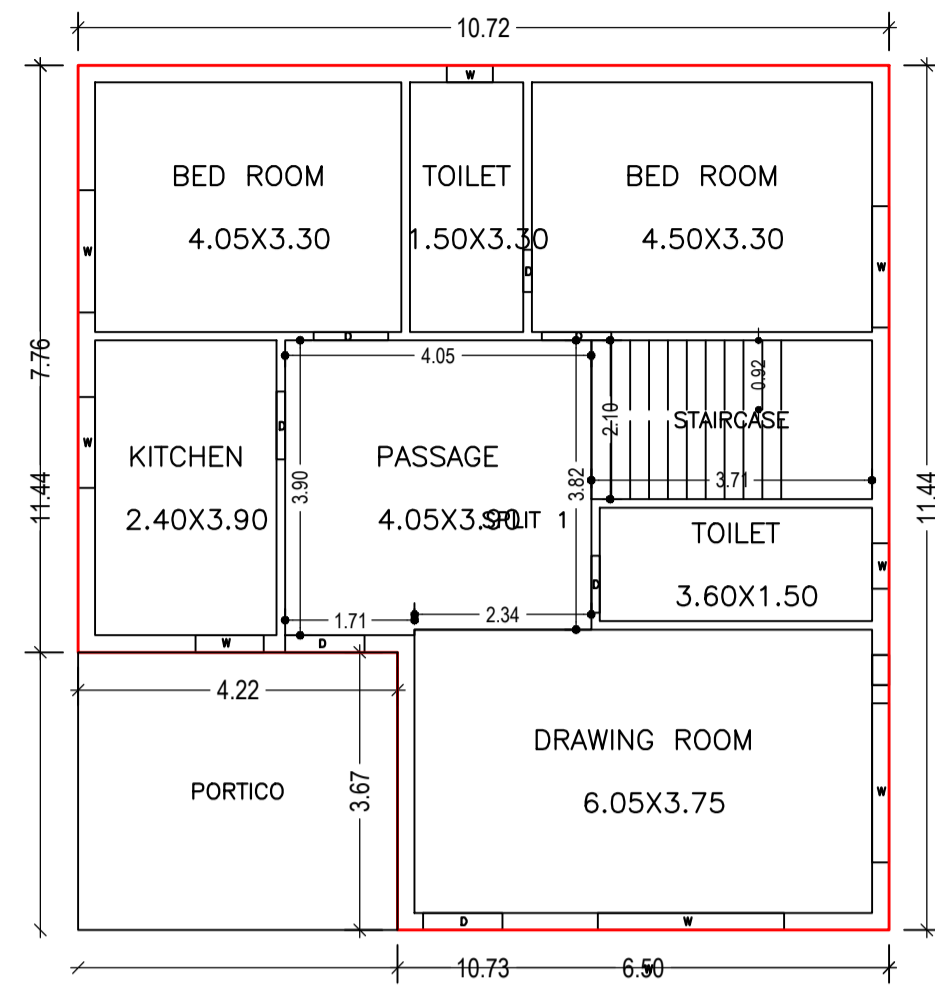 10.72
W
BED ROOM
TOILET
BED ROOM
4.05X3.30
1.50X3.30
4.50X3.30
D
W
W
D
D
7.76
4.05
0.92
2.10
STAIRCASE
W
D
KITCHEN
PASSAGE
3.90
3.82
3.71
11.44
11.44
2.40X3.90
4.05X3.90
SPLIT 1
TOILET
W
D
3.60X1.50
1.71
2.34
W
D
4.22
DRAWING ROOM
PORTICO
3.67
6.05X3.75
W
D
W
10.73
6.50
W